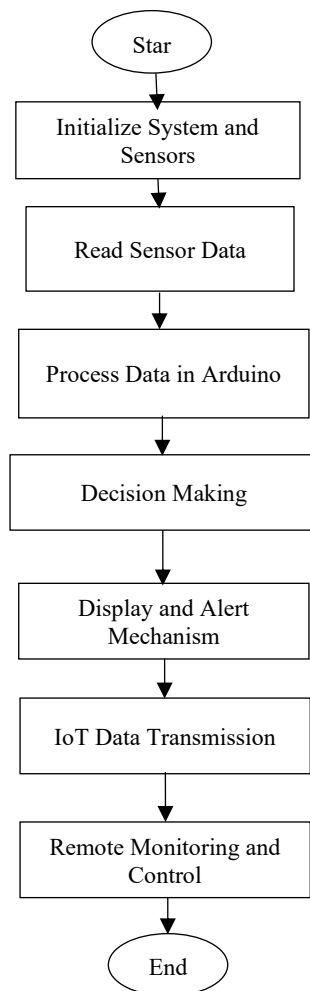 Star
Initialize System and
Sensors
Read Sensor Data
Process Data in Arduino
Decision Making
Display and Alert
Mechanism
IoT Data Transmission
Remote Monitoring and
Control
End